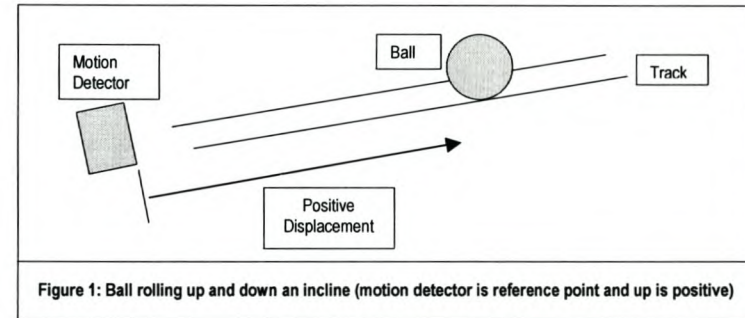 Motion
Detector
Ball
Track
Positive
Displacement
Figure 1: Ball rolling up and down an incline (motion detector is reference point and up is positive)